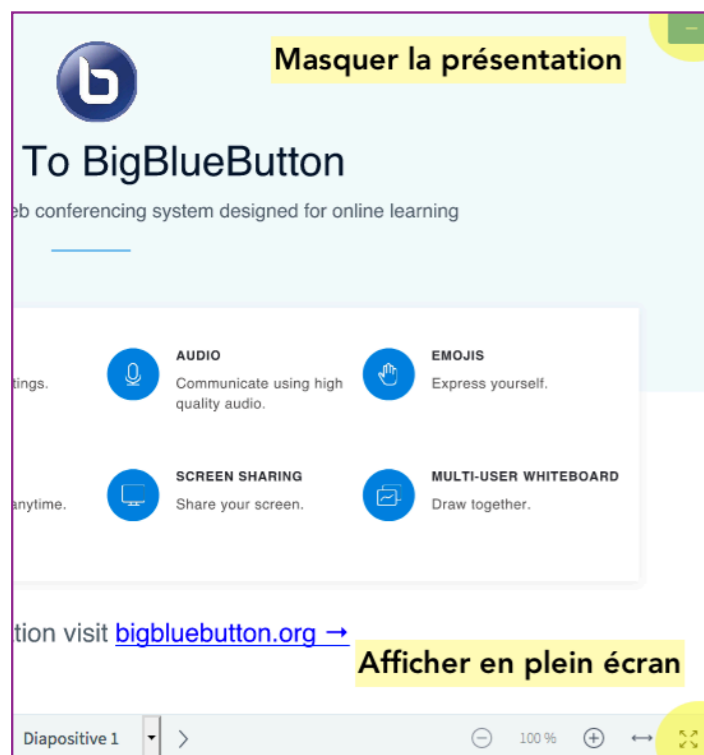 Masquer la présentation
To BigBlueButton
eb conferencing system designed for online learning
AUDIO
Communicate using high
quality audio.
EMOJIS
Express yourself.
tings.
SCREEN SHARING
Share your screen.
MULTI-USER WHITEBOARD
Draw together.
anytime.
tion visit bigbluebutton.org →
Afficher en plein écran
Diapositive 1
100 %